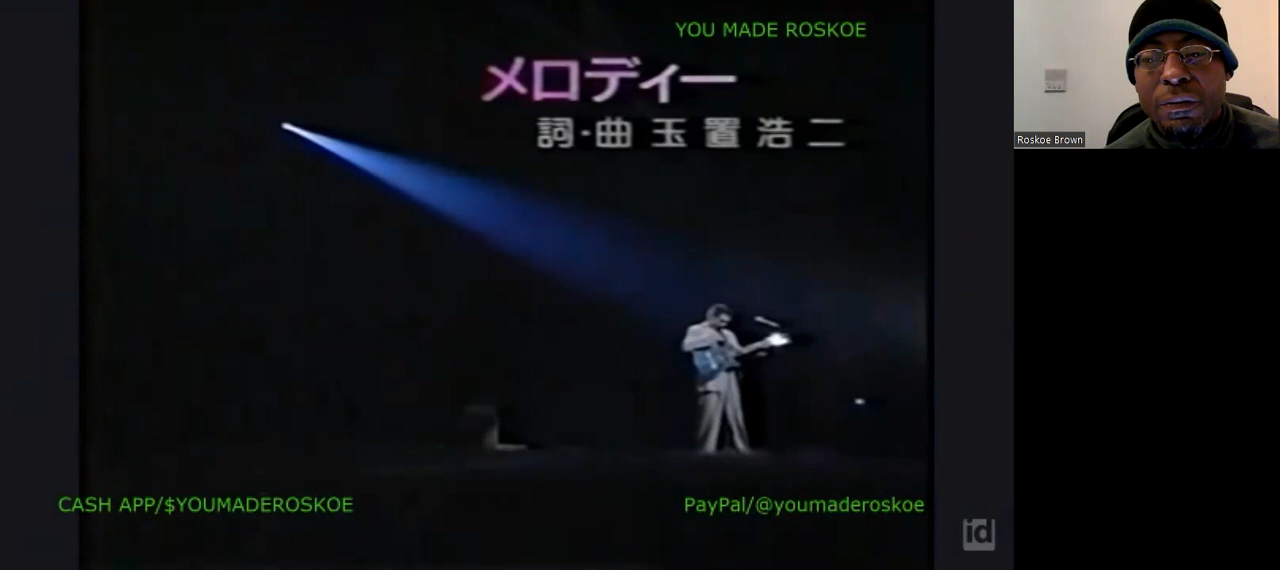 YOU MADE ROSKOE
メロディー
詞・曲 玉置浩二
Roskoe Brown
CASH APP/$YOUMADEROSKOE
PayPal/@youmaderoskoe
id